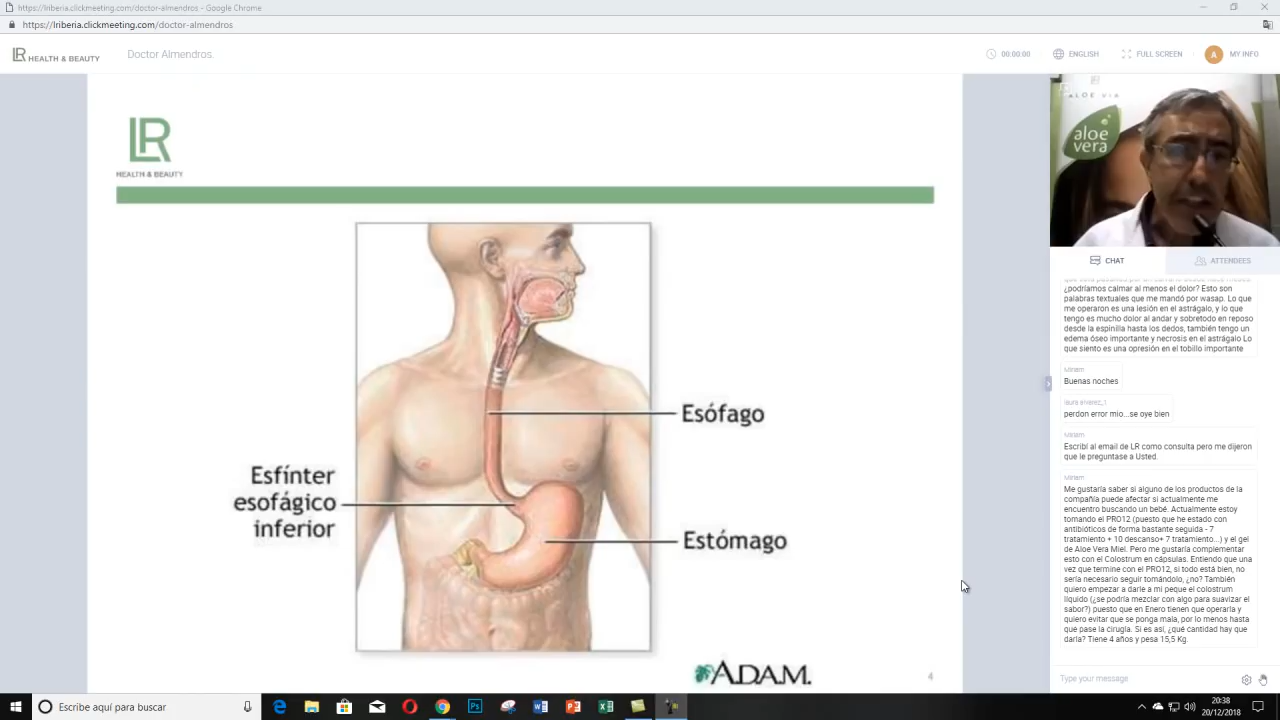 https://lriberia.clickmeeting.com/doctor-almendros - Google Chrome
https://lriberia.clickmeeting.com/doctor-almendros
LR HEALTH & BEAUTY
Doctor Almendros.
00:00:00
ENGLISH
FULL SCREEN
A
MY INFO
LR
HEALTH & BEAUTY
Esófago
Esfínter
esofágico
inferior
Estómago
ADAM.
4
ALOE VIA
aloe
vera
CHAT
ATTENDEES
¿podríamos calmar al menos el dolor? Esto son
palabras textuales que me mandó por wasap. Lo que
me operaron es una lesión en el astrágalo, y lo que
tengo es mucho dolor al andar y sobretodo en reposo
desde la espinilla hasta los dedos, también tengo un
edema óseo importante y necrosis en el astrágalo Lo
que siento es una opresión en el tobillo importante
Miriam
Buenas noches
laura alvarez_1
perdon error mio...se oye bien
Miriam
Escribí al email de LR como consulta pero me dijeron
que le preguntase a Usted.
Miriam
Me gustaría saber si alguno de los productos de la
compañía puede afectar si actualmente me
encuentro buscando un bebé. Actualmente estoy
tomando el PRO12 (puesto que he estado con
antibióticos de forma bastante seguida - 7
tratamiento + 10 descanso+ 7 tratamiento...) y el gel
de Aloe Vera Miel. Pero me gustaría complementar
esto con el Colostrum en cápsulas. Entiendo que una
vez que termine con el PRO12, si todo está bien, no
sería necesario seguir tomándolo, ¿no? También
quiero empezar a darle a mi peque el colostrum
líquido (¿se podría mezclar con algo para suavizar el
sabor?) puesto que en Enero tienen que operarla y
quiero evitar que se ponga mala, por lo menos hasta
que pase la cirugía. Si es así, ¿qué cantidad hay que
darla? Tiene 4 años y pesa 15,5 Kg.
Type your message
Escribe aquí para buscar
20:38
20/12/2018